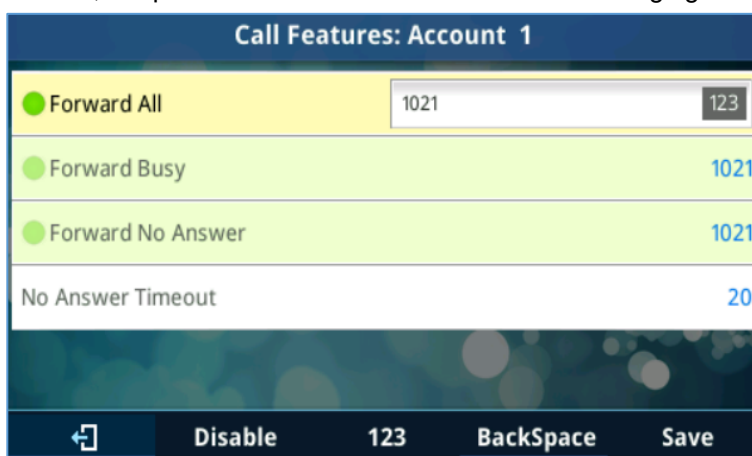 Call Features: Account 1
Forward All 1021 123
Forward Busy 1021
Forward No Answer 1021
No Answer Timeout 20
Disable 123 BackSpace Save